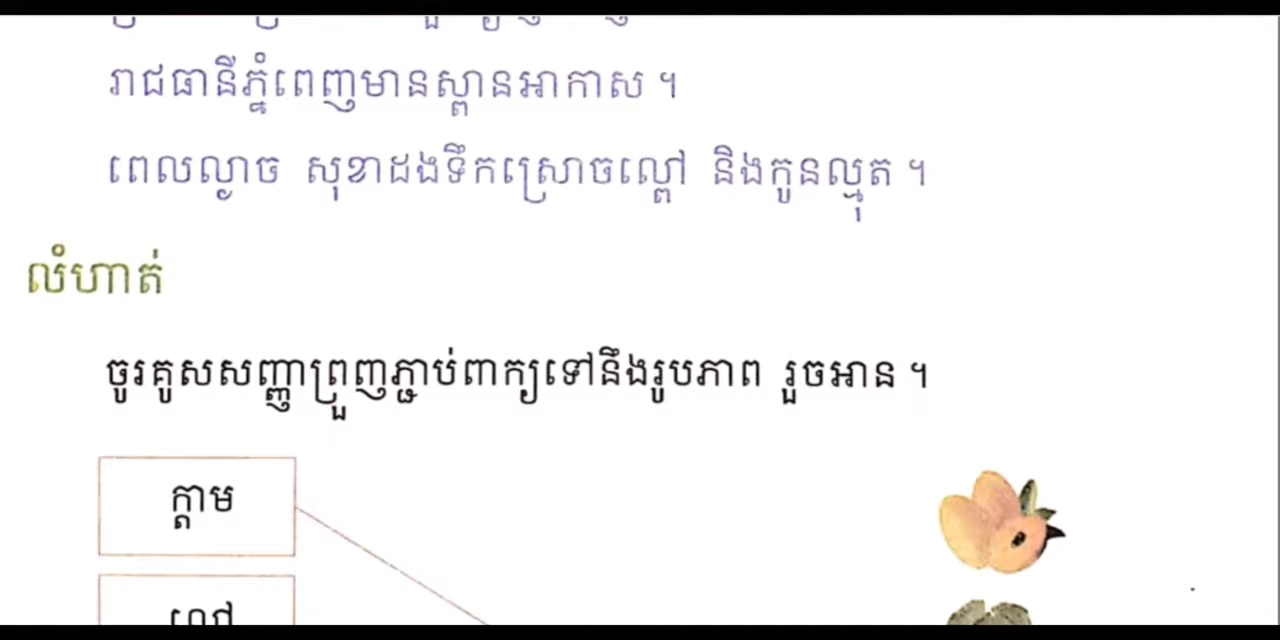 រាជធានីភ្នំពេញមានស្ពានអាកាស ។
ពេលល្ងាច សុខាដងទឹកស្រោចល្ពៅ និងកូនល្មុត ។
លំហាត់
ចូរគូសសញ្ញាព្រួញភ្ជាប់ពាក្យទៅនឹងរូបភាព រួចអាន ។
ក្តាម